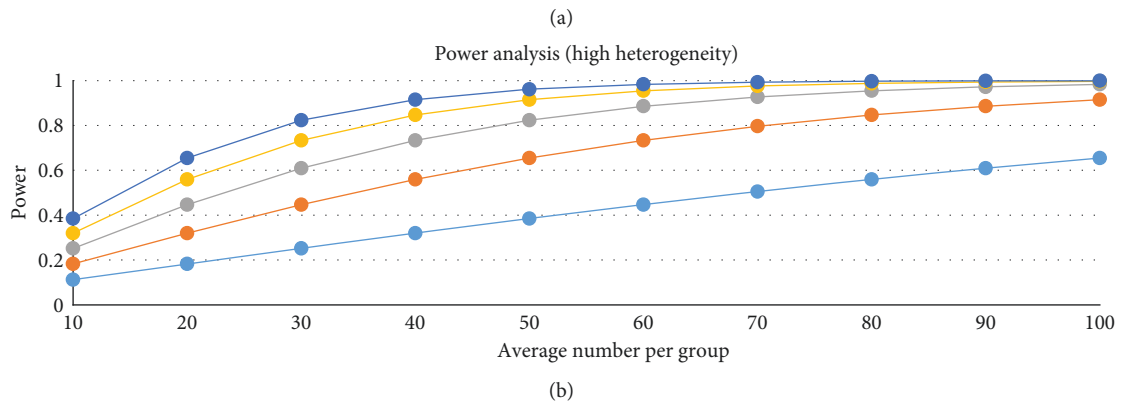 (a)
Power analysis (high heterogeneity)
1
0.8
0.6
0.4
0.2
0
Power
10 20 30 40 50 60 70 80 90 100
Average number per group
(b)